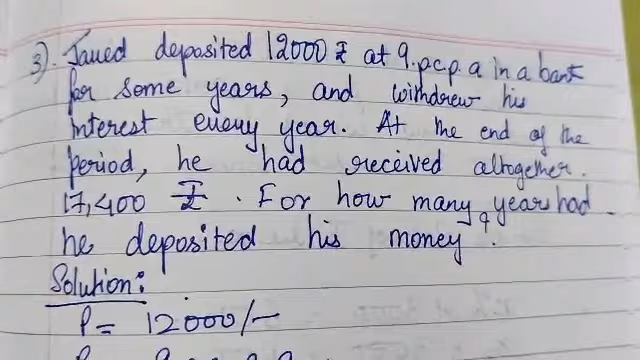 3). Javed deposited 12000 ₹ at 9.p.c.p.a in a bank
for some years, and withdrew his
interest every year. At the end of the
period, he had received altogether.
17,400 ₹. For how many year had
he deposited his money?
Solution:
P= 12000/-